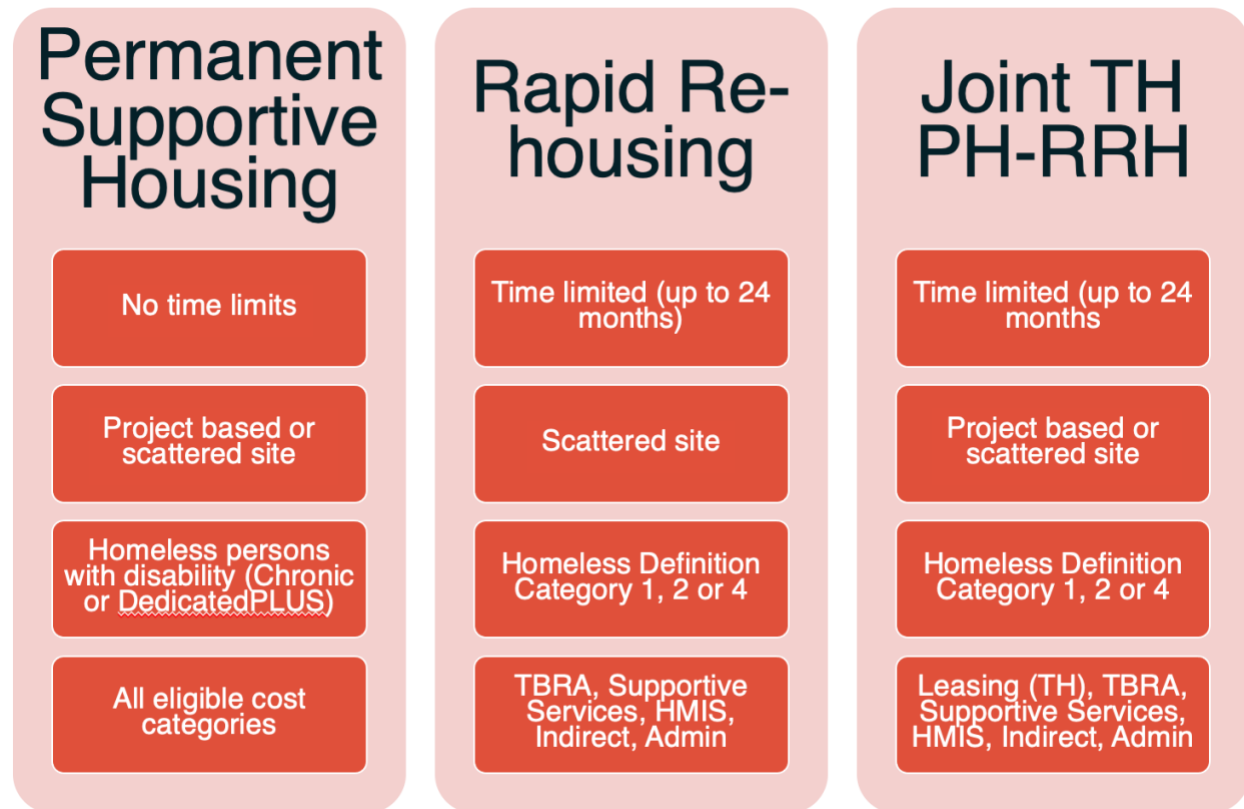 Permanent
Supportive
Housing
No time limits
Project based or
scattered site
Homeless persons
with disability (Chronic
or DedicatedPLUS)
All eligible cost
categories
Rapid Re-
housing
Time limited (up to 24
months)
Scattered site
Homeless Definition
Category 1, 2 or 4
TBRA, Supportive
Services, HMIS,
Indirect, Admin
Joint TH
PH-RRH
Time limited (up to 24
months
Project based or
scattered site
Homeless Definition
Category 1, 2 or 4
Leasing (TH), TBRA,
Supportive Services,
HMIS, Indirect, Admin